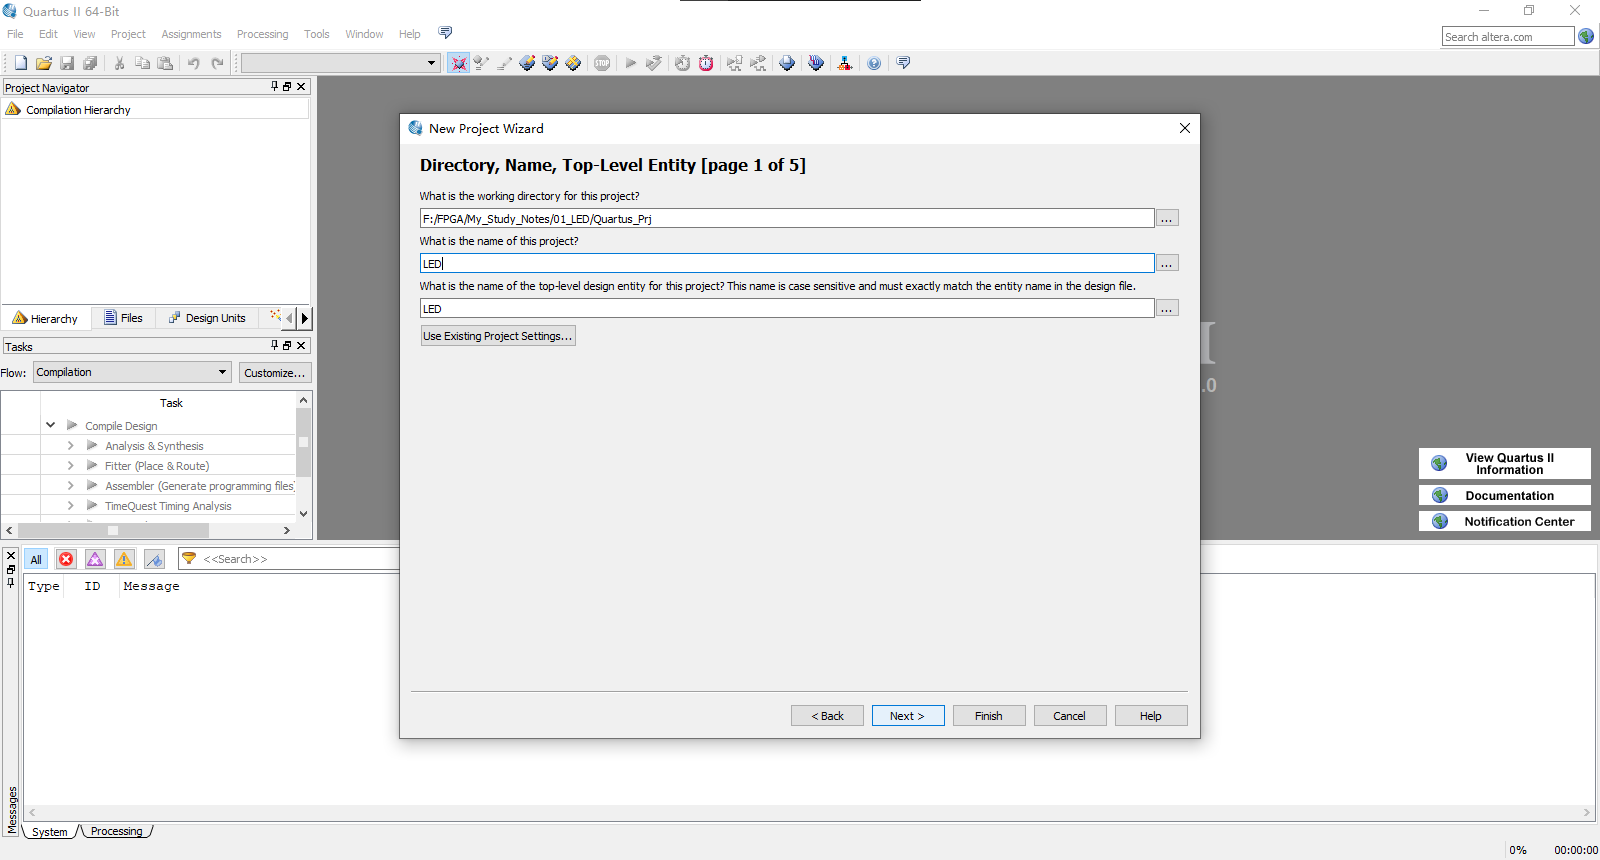 Quartus II 64-Bit
File Edit View Project Assignments Processing Tools Window Help
Search altera.com
STOP
Project Navigator
Compilation Hierarchy
Hierarchy Files Design Units
Tasks
Flow: Compilation Customize...
Task
Compile Design
Analysis & Synthesis
Fitter (Place & Route)
Assembler (Generate programming files)
TimeQuest Timing Analysis
New Project Wizard
Directory, Name, Top-Level Entity [page 1 of 5]
What is the working directory for this project?
F:/FPGA/My_Study_Notes/01_LED/Quartus_Prj
...
What is the name of this project?
LED
...
What is the name of the top-level design entity for this project? This name is case sensitive and must exactly match the entity name in the design file.
LED
...
Use Existing Project Settings...
< Back Next > Finish Cancel Help
I
.0
View Quartus II
Information
Documentation
Notification Center
All <<Search>>
Type ID Message
Messages
System Processing
0% 00:00:00